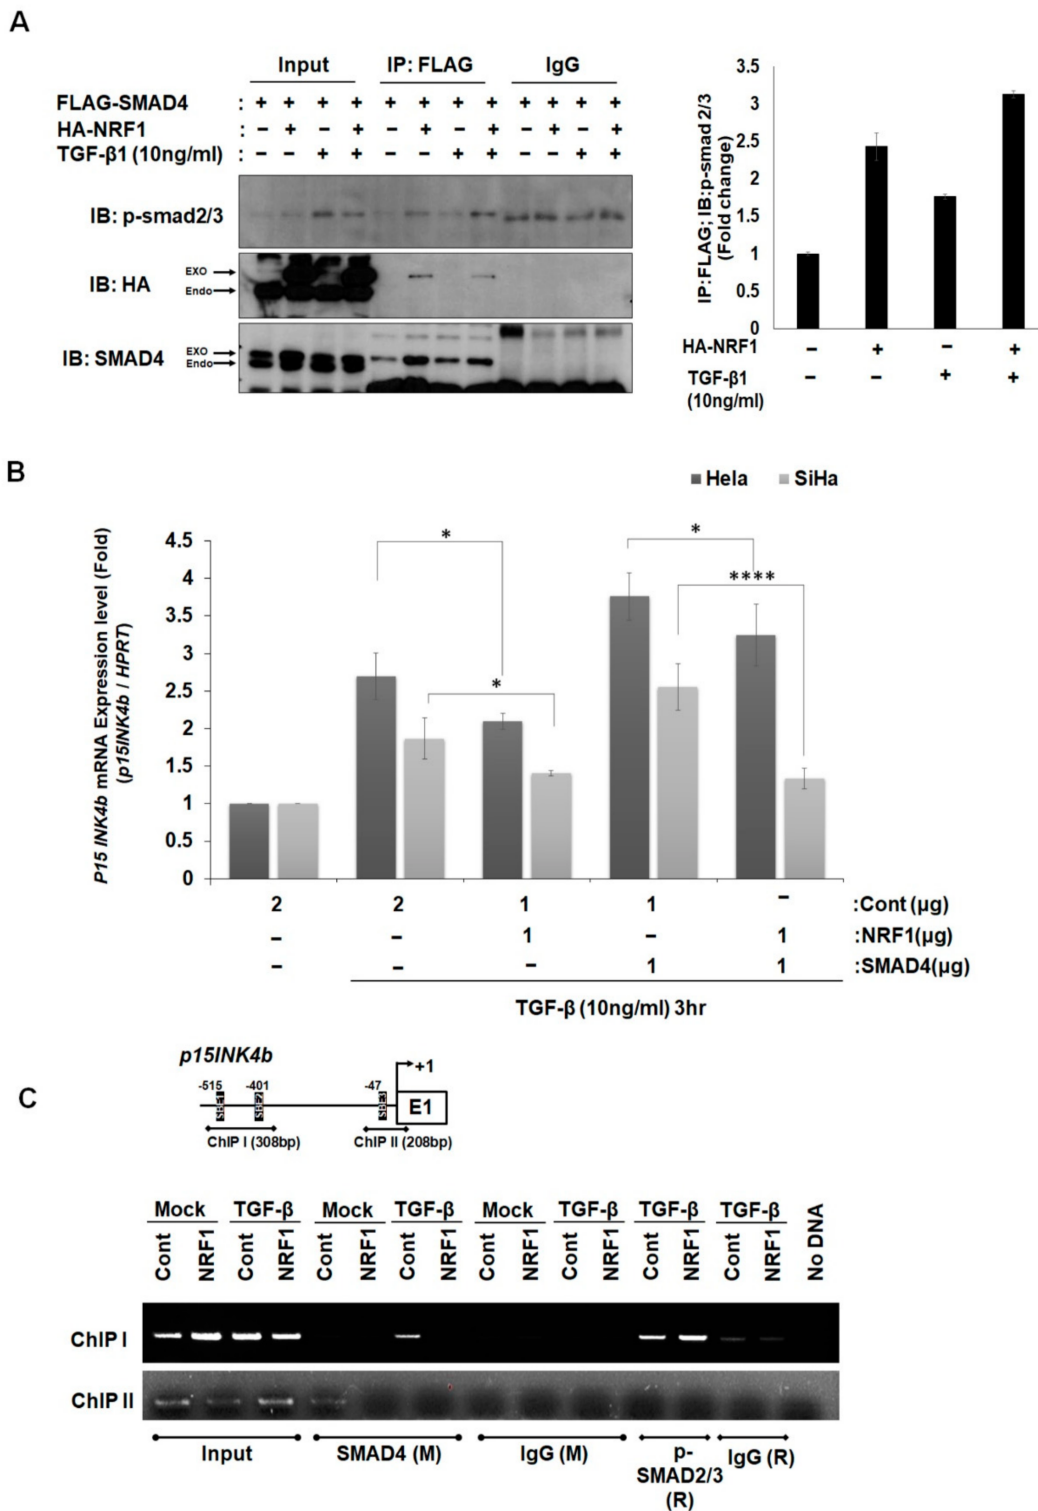 A
Input IP: FLAG IgG
FLAG-SMAD4 : + + + + + + + + + + + +
HA-NRF1 : – + – + – + – + – + – +
TGF-β1 (10ng/ml) : – – + + – – + + – – + +
IB: p-smad2/3
IB: HA
EXO
Endo
IB: SMAD4
EXO
Endo
IP:FLAG; IB:p-smad 2/3
(Fold change)
3.5
3
2.5
2
1.5
1
0.5
0
HA-NRF1 – + – +
TGF-β1 – – + +
(10ng/ml)
B
Hela SiHa
P15 INK4b mRNA Expression level (Fold)
(p15INK4b / HPRT)
4.5
4
3.5
3
2.5
2
1.5
1
0.5
0
* * * ****
2 2 1 1 – :Cont (µg)
– – 1 – 1 :NRF1(µg)
– – – 1 1 :SMAD4(µg)
TGF-β (10ng/ml) 3hr
C
p15INK4b
+1
-515 -401 -47
SBE1 SBE2 SBE3 E1
ChIP I (308bp) ChIP II (208bp)
Mock TGF-β Mock TGF-β Mock TGF-β TGF-β TGF-β
Cont NRF1 Cont NRF1 Cont NRF1 Cont NRF1 Cont NRF1 Cont NRF1 Cont NRF1 Cont NRF1 No DNA
ChIP I
ChIP II
Input SMAD4 (M) IgG (M) p-SMAD2/3 (R) IgG (R)